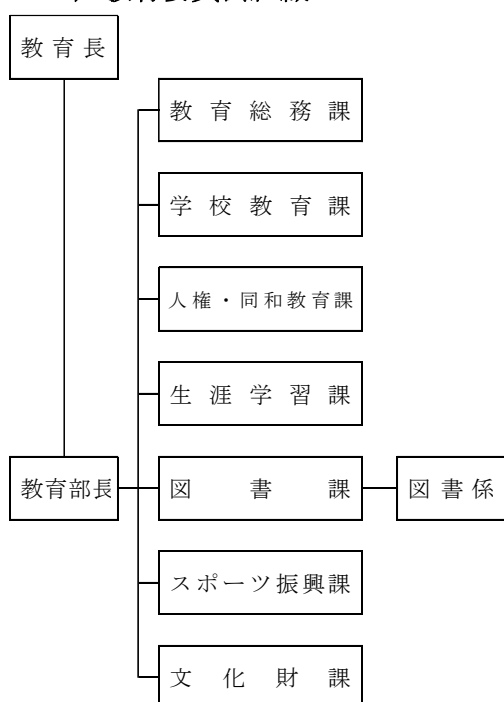 教育長
教育総務課
学校教育課
人権・同和教育課
生涯学習課
教育部長
図書課
図書係
スポーツ振興課
文化財課